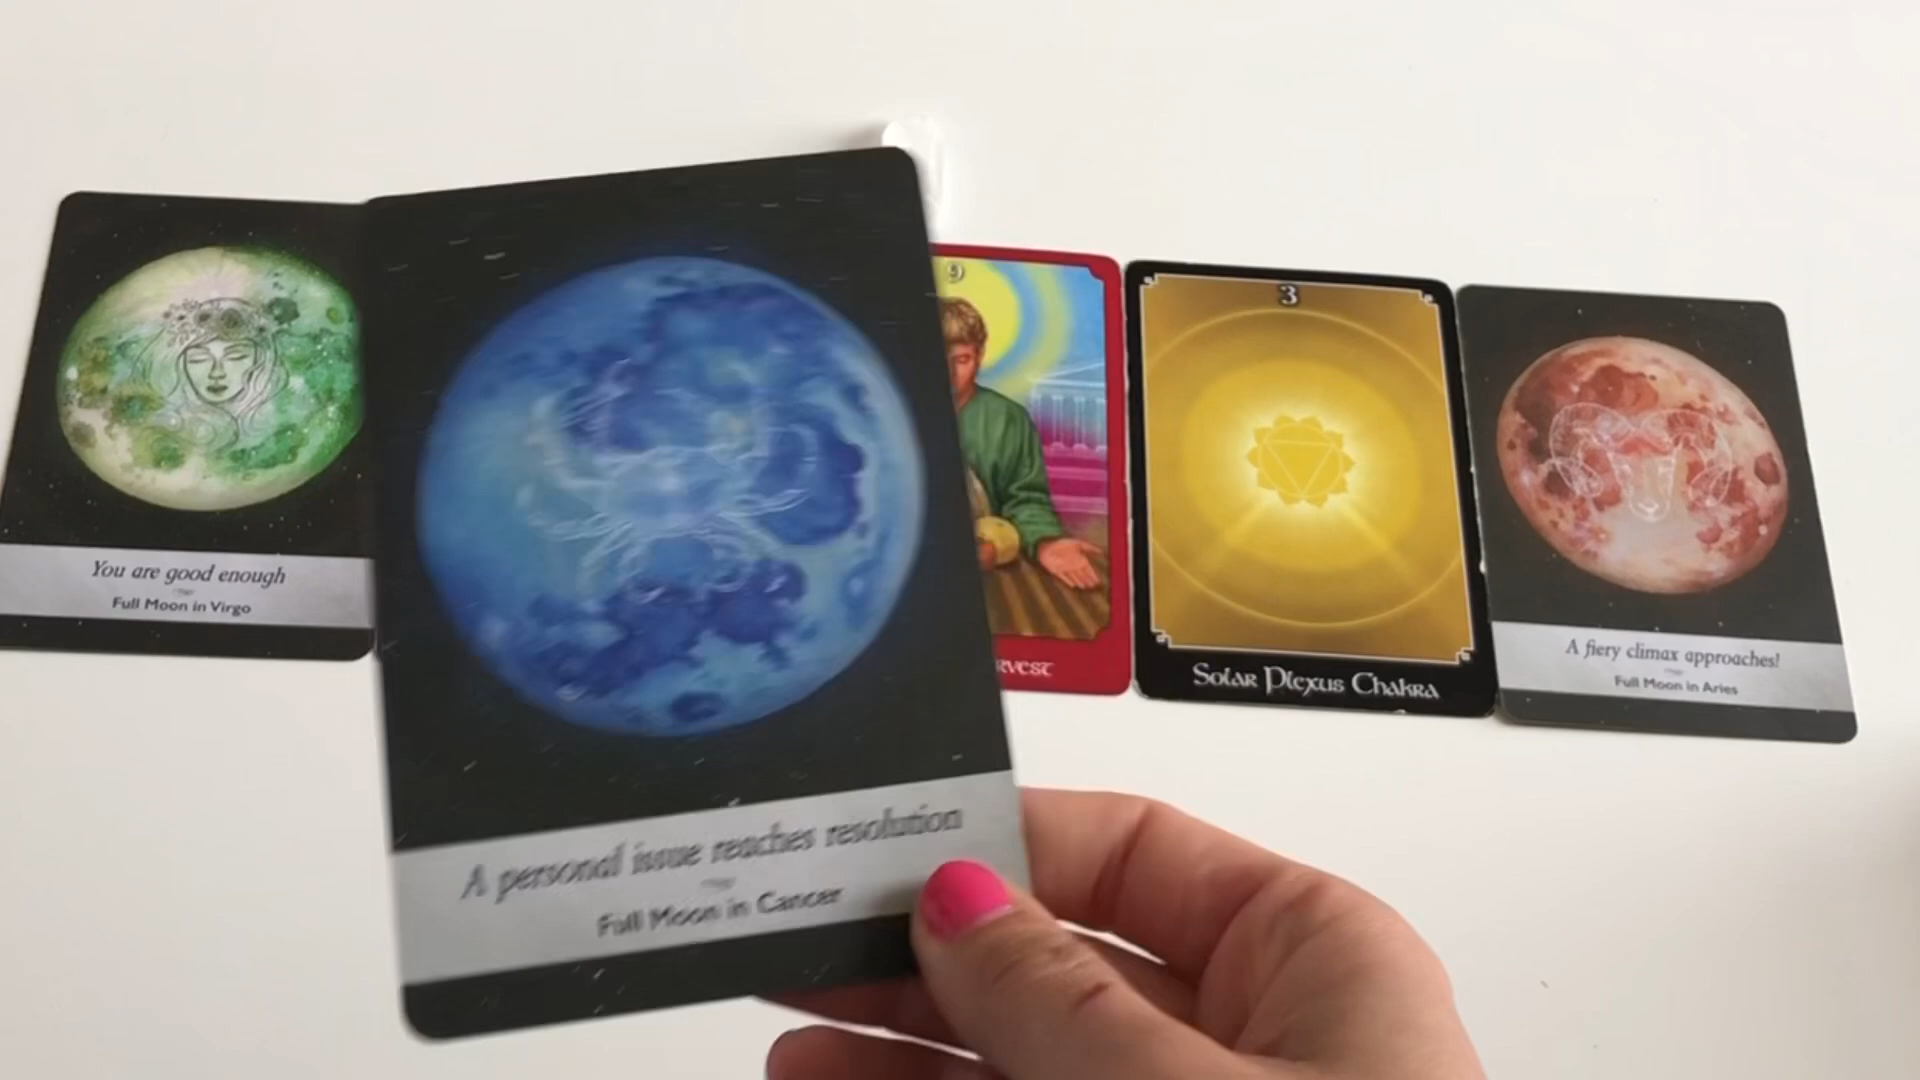 You are good enough
Full Moon in Virgo
A personal issue reaches resolution
Full Moon in Cancer
9
rvest
3
Solar Plexus Chakra
A fiery climax approaches!
Full Moon in Aries